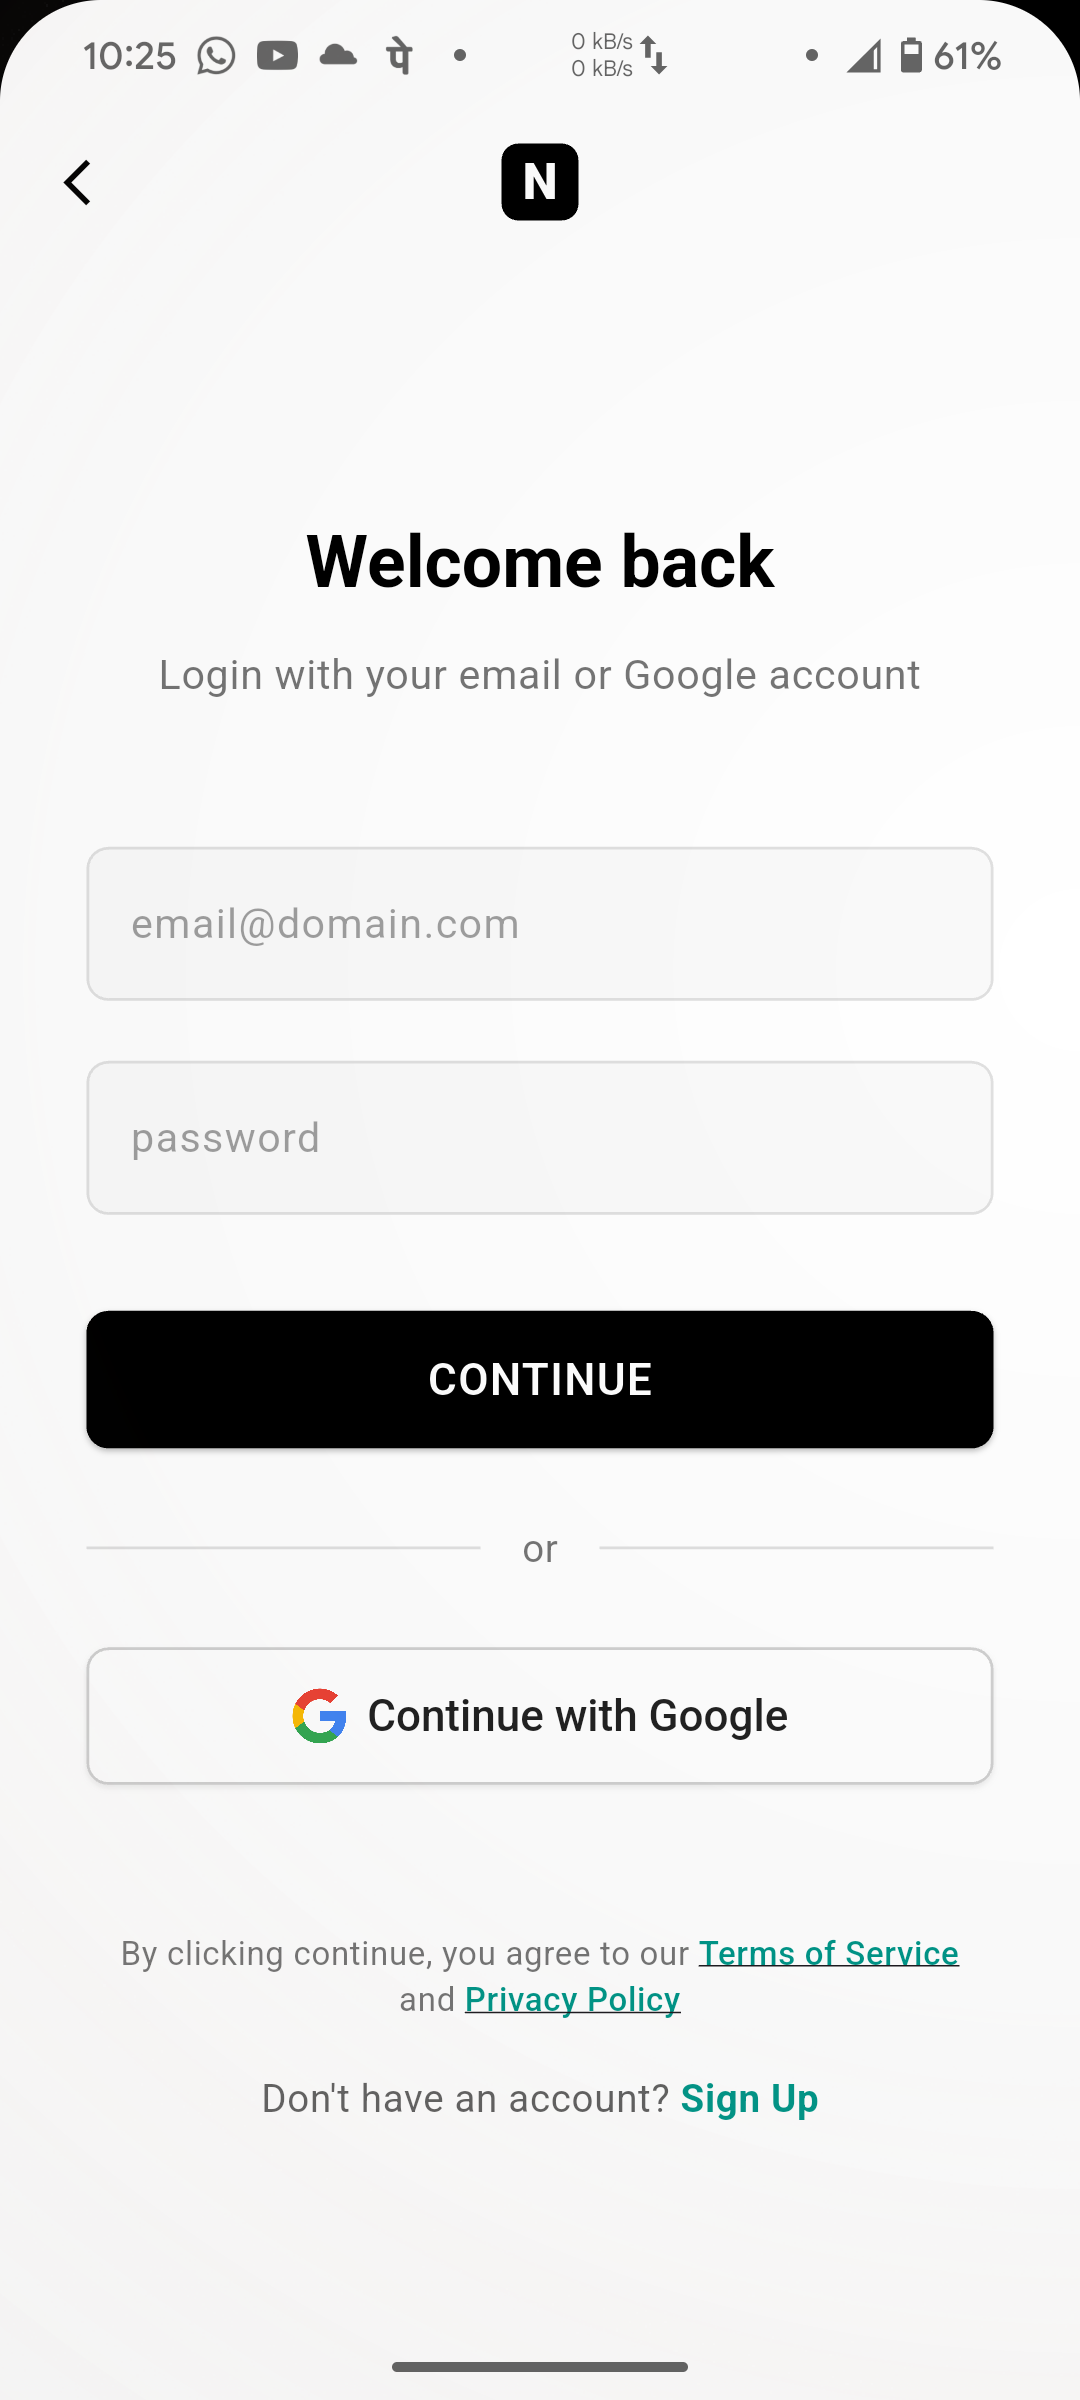 10:25 पे 0 kB/s 61%
0 kB/s
N
Welcome back
Login with your email or Google account
email@domain.com
password
CONTINUE
or
Continue with Google
By clicking continue, you agree to our Terms of Service
and Privacy Policy
Don't have an account? Sign Up